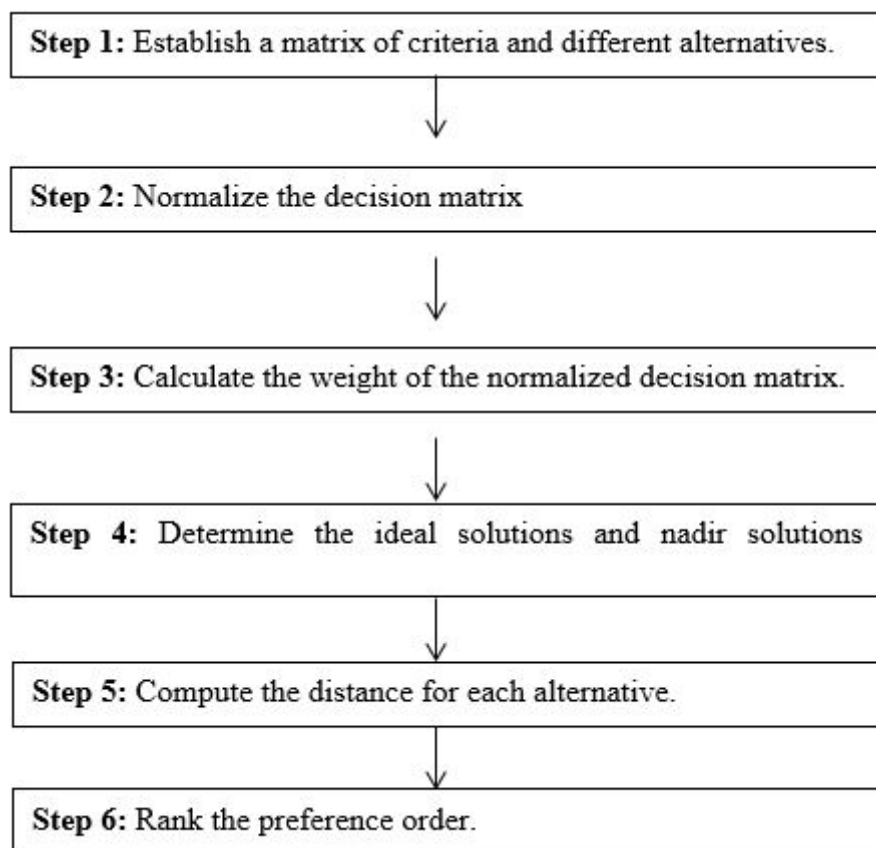 Step 1: Establish a matrix of criteria and different alternatives.
Step 2: Normalize the decision matrix
Step 3: Calculate the weight of the normalized decision matrix.
Step 4: Determine the ideal solutions and nadir solutions
Step 5: Compute the distance for each alternative.
Step 6: Rank the preference order.